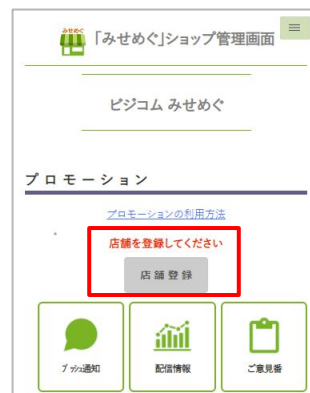 みせめぐ
「みせめぐ」ショップ管理画面
ビジコム みせめぐ
プロモーション
プロモーションの利用方法
店舗を登録してください
店舗登録
プッシュ通知
配信情報
ご意見番